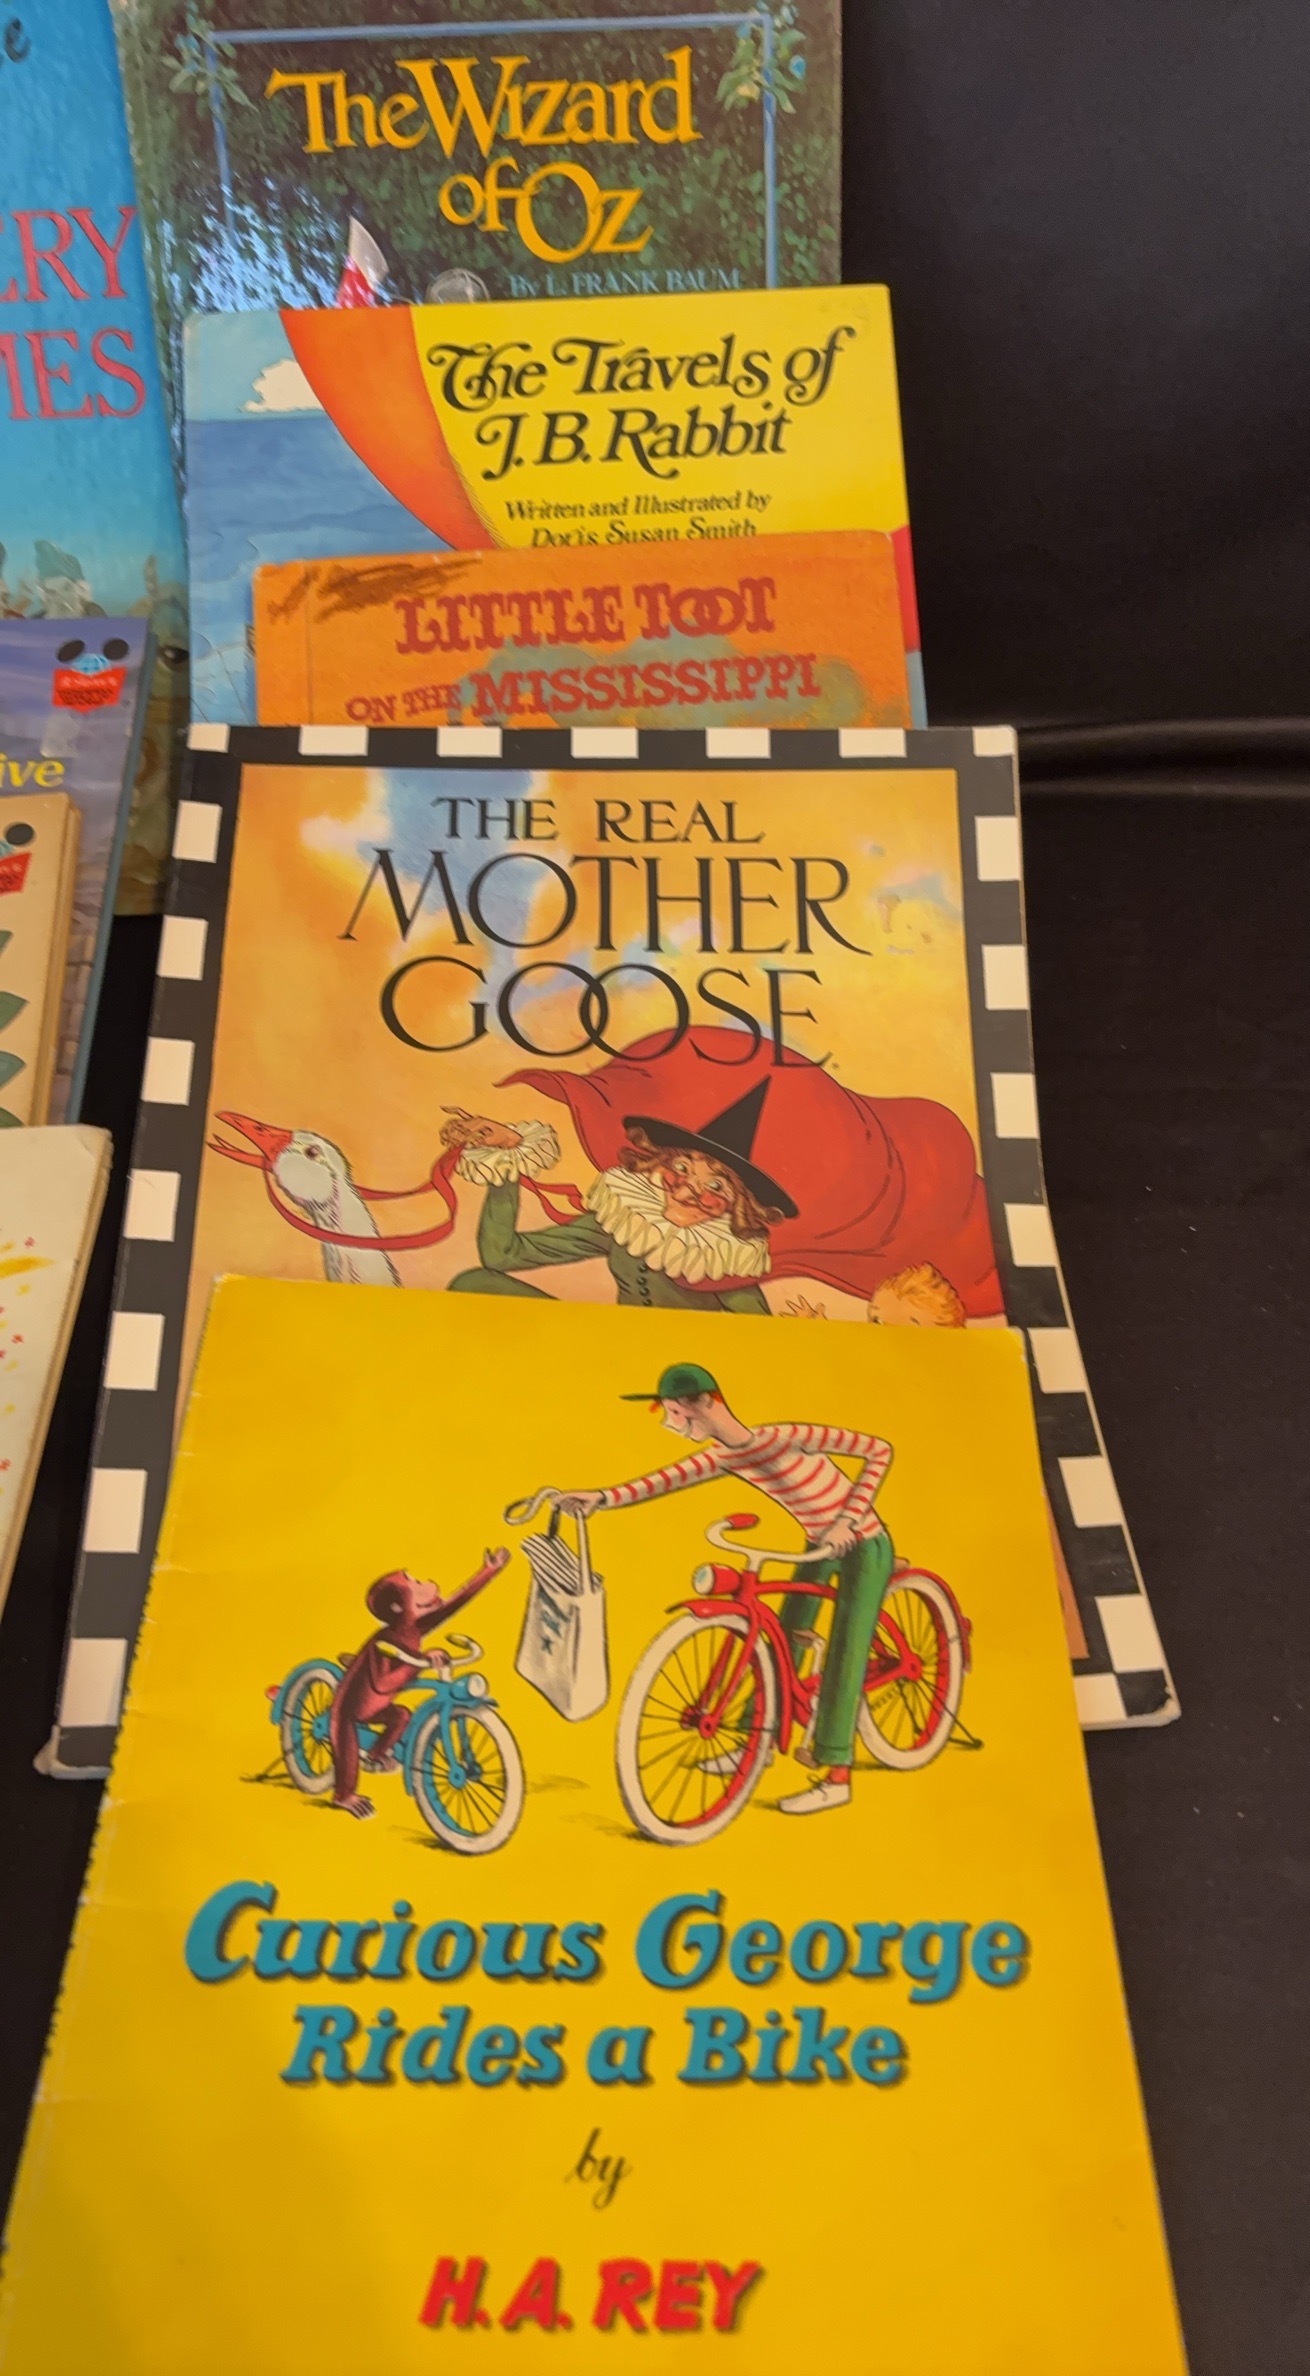 The Wizard
of Oz
By L. FRANK BAUM
The Travels of
J. B. Rabbit
Written and Illustrated by
Doris Susan Smith
LITTLE TOOT
ON THE MISSISSIPPI
THE REAL
MOTHER
GOOSE
Curious George
Rides a Bike
by
H. A. REY
ERY
MES
ive